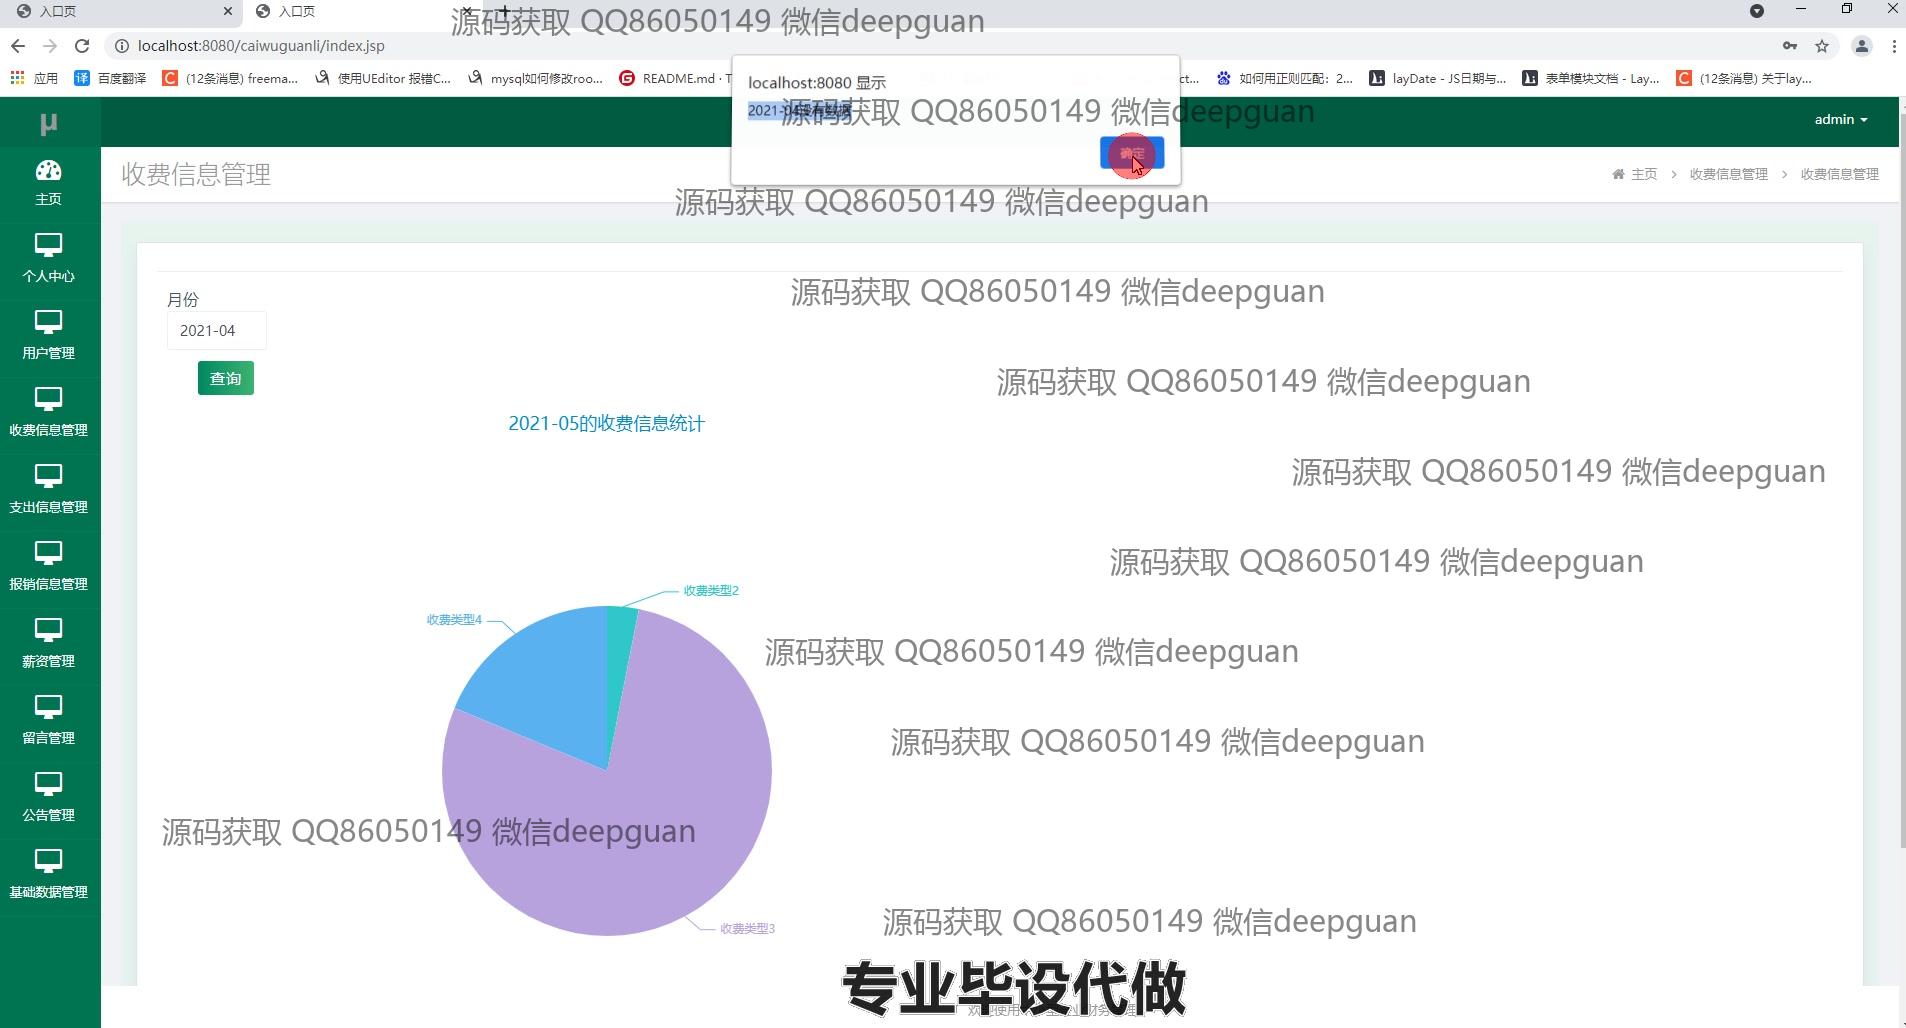 入口页
入口页
源码获取 QQ86050149 微信deepguan
localhost:8080/caiwuguanli/index.jsp
应用
百度翻译
(12条消息) freema...
使用UEditor 报错C...
mysql如何修改roo...
README.md · T
ct...
如何用正则匹配：2...
layDate - JS日期与...
表单模块文档 - Lay...
(12条消息) 关于lay...
localhost:8080 显示
2021-04没有数据
源码获取 QQ86050149 微信deepguan
确定
μ
admin
收费信息管理
主页 > 收费信息管理 > 收费信息管理
源码获取 QQ86050149 微信deepguan
主页
个人中心
用户管理
收费信息管理
支出信息管理
报销信息管理
薪资管理
留言管理
公告管理
基础数据管理
月份
2021-04
查询
源码获取 QQ86050149 微信deepguan
源码获取 QQ86050149 微信deepguan
2021-05的收费信息统计
源码获取 QQ86050149 微信deepguan
源码获取 QQ86050149 微信deepguan
收费类型2
收费类型4
源码获取 QQ86050149 微信deepguan
源码获取 QQ86050149 微信deepguan
源码获取 QQ86050149 微信deepguan
收费类型3
源码获取 QQ86050149 微信deepguan
专业毕设代做